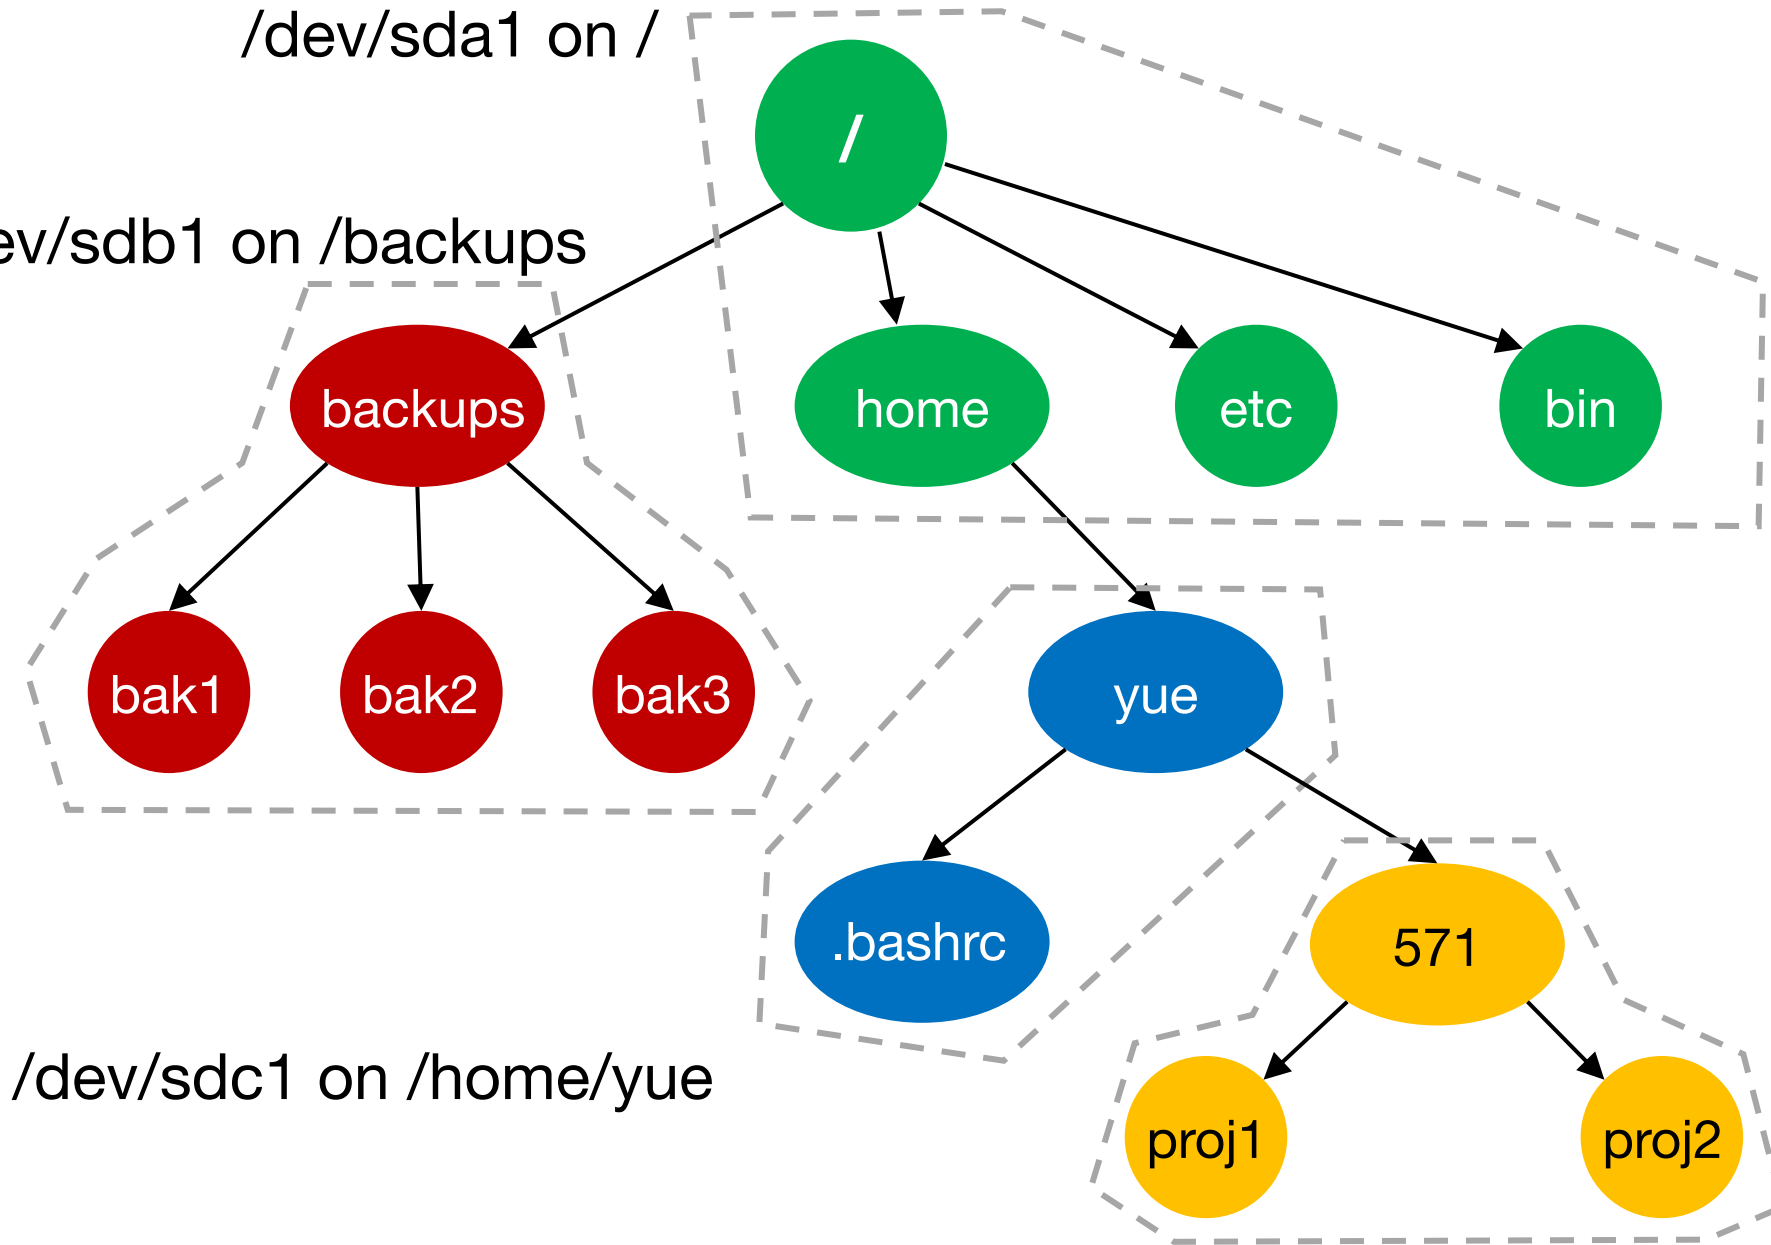 /dev/sda1 on /
/
ev/sdb1 on /backups
backups
home
etc
bin
bak1
bak2
bak3
yue
.bashrc
571
/dev/sdc1 on /home/yue
proj1
proj2